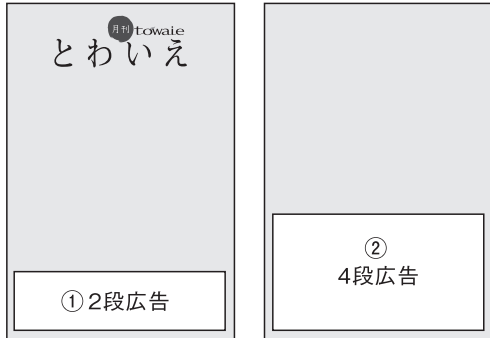 月刊 towaie
とわいえ
① 2段広告
②
4段広告